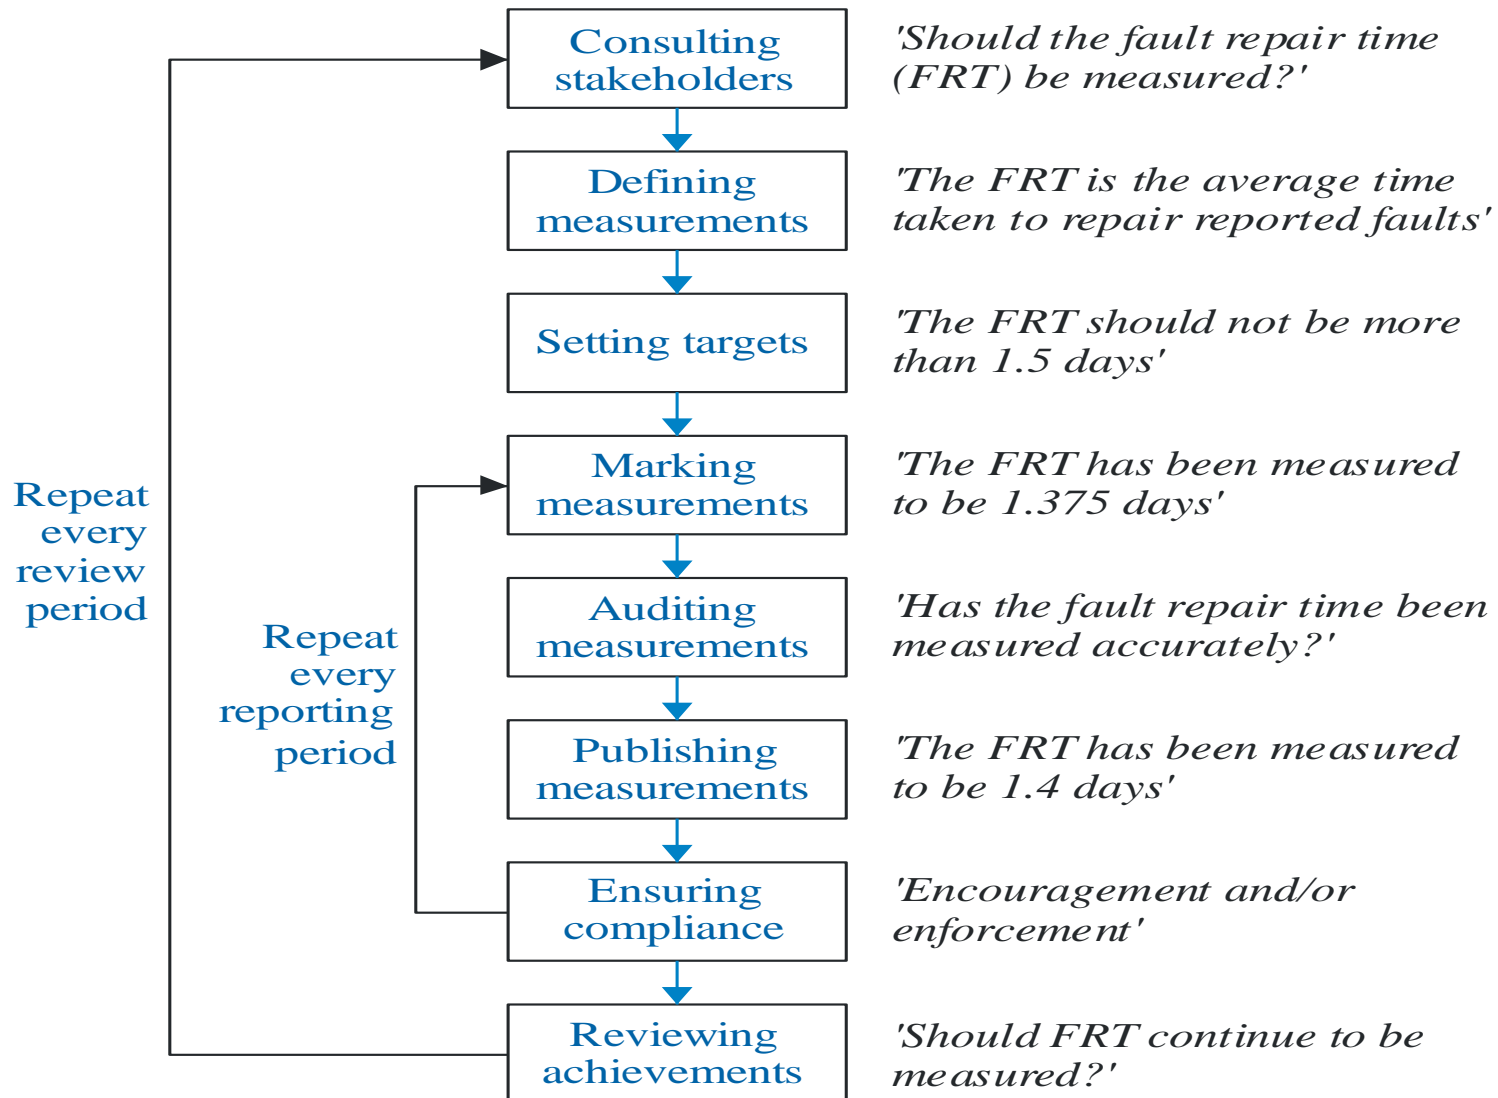 Consulting
stakeholders
'Should the fault repair time
(FRT) be measured?'
Defining
measurements
'The FRT is the average time
taken to repair reported faults'
Setting targets
'The FRT should not be more
than 1.5 days'
Marking
measurements
'The FRT has been measured
to be 1.375 days'
Repeat
every
review
period
Auditing
measurements
'Has the fault repair time been
measured accurately?'
Repeat
every
reporting
period
Publishing
measurements
'The FRT has been measured
to be 1.4 days'
Ensuring
compliance
'Encouragement and/or
enforcement'
Reviewing
achievements
'Should FRT continue to be
measured?'